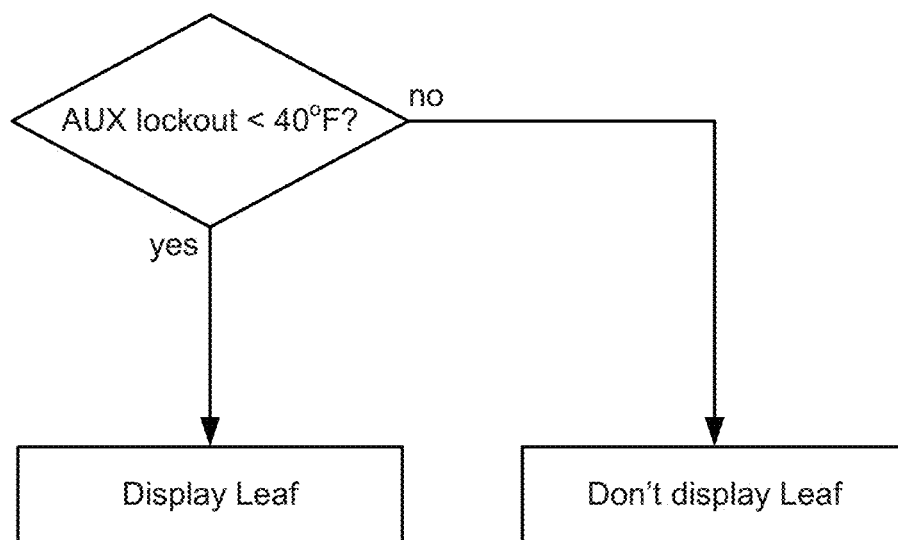 AUX lockout < 40°F?
no
yes
Display Leaf
Don't display Leaf